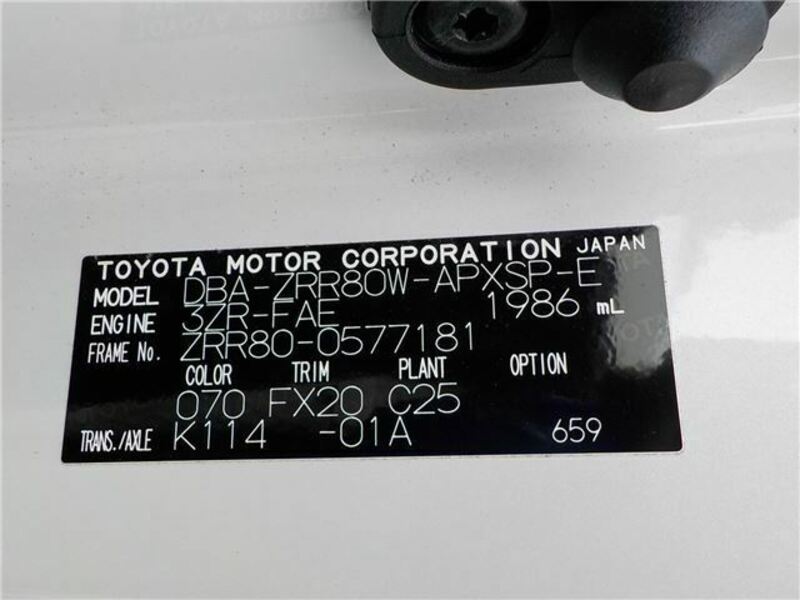 TOYOTA MOTOR CORPORATION JAPAN
MODEL DBA-ZRR80W-APXSP-E
ENGINE 3ZR-FAE 1986 mL
FRAME No. ZRR80-0577181
COLOR TRIM PLANT OPTION
070 FX20 C25
TRANS./AXLE K114 -01A 659